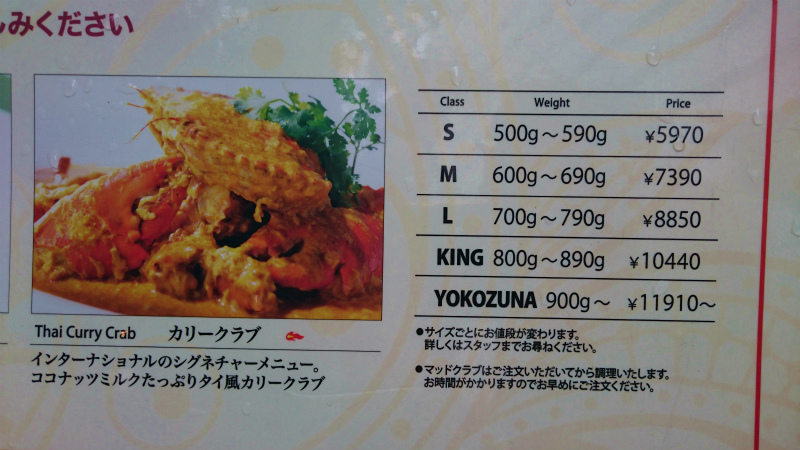 みください
Class Weight Price
S 500g～590g ¥5970
M 600g～690g ¥7390
L 700g～790g ¥8850
KING 800g～890g ¥10440
YOKOZUNA 900g～ ¥11910～
Thai Curry Crab カリークラブ
インターナショナルのシグネチャーメニュー。
ココナッツミルクたっぷりタイ風カリークラブ
●サイズごとにお値段が変わります。
詳しくはスタッフまでお尋ねください。
●マッドクラブはご注文いただいてから調理いたします。
お時間がかかりますのでお早めにご注文ください。